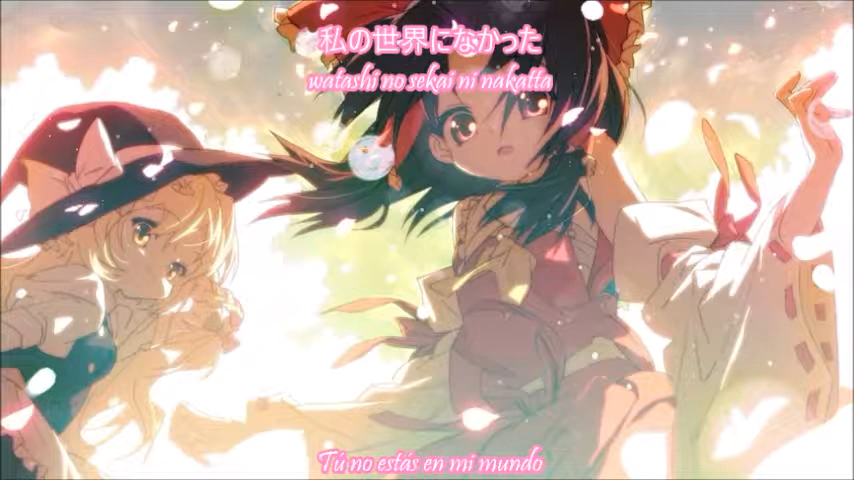 私の世界になかった
watashi no sekai ni nakatta
Tú no estás en mi mundo